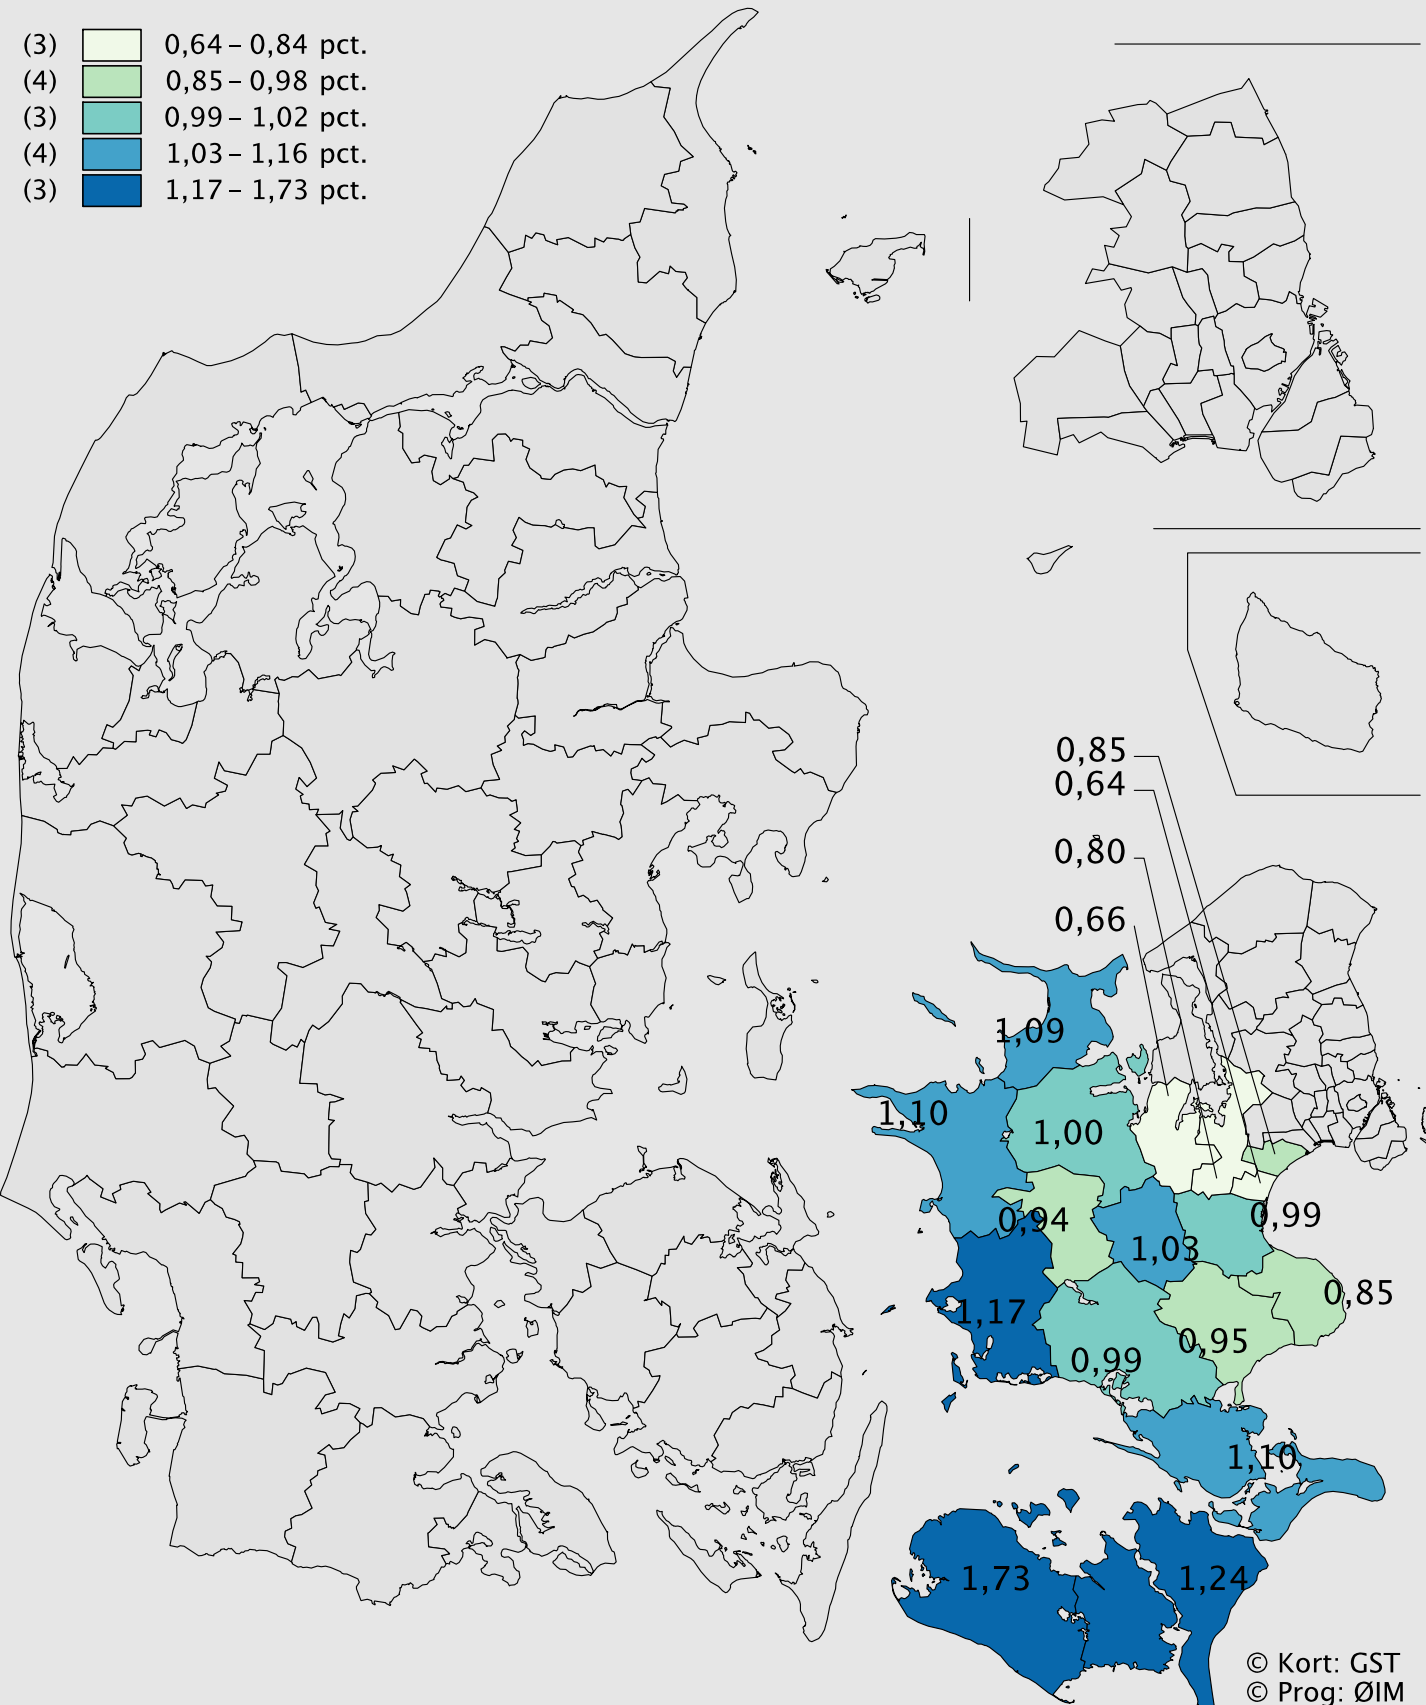 (3) 0,64 – 0,84 pct.
(4) 0,85 – 0,98 pct.
(3) 0,99 – 1,02 pct.
(4) 1,03 – 1,16 pct.
(3) 1,17 – 1,73 pct.
0,85
0,64
0,80
0,66
1,09
1,10
1,00
0,94
0,99
1,03
0,85
1,17
0,95
0,99
1,10
1,73
1,24
© Kort: GST
© Prog: ØIM